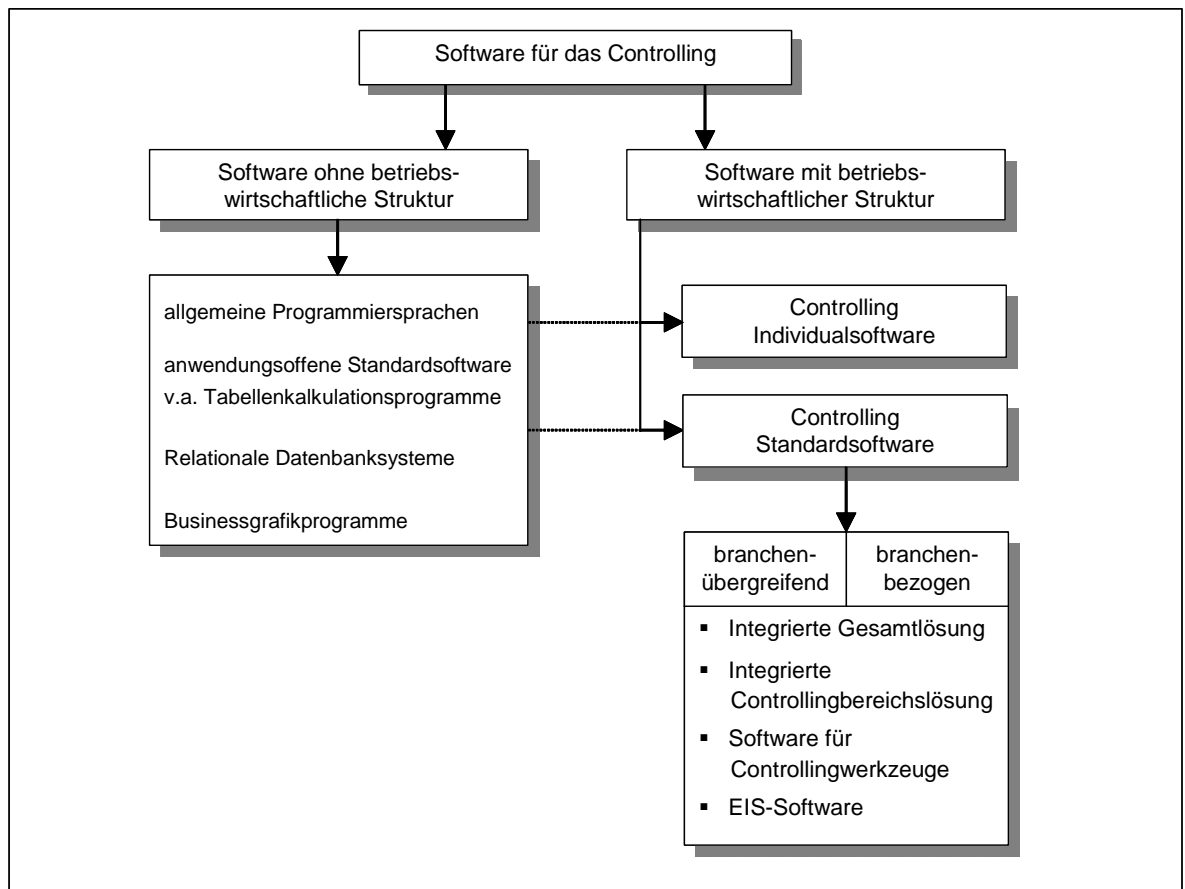 Software für das Controlling
Software ohne betriebs-
wirtschaftliche Struktur
Software mit betriebs-
wirtschaftlicher Struktur
allgemeine Programmiersprachen
anwendungsoffene Standardsoftware
v.a. Tabellenkalkulationsprogramme
Relationale Datenbanksysteme
Businessgrafikprogramme
Controlling
Individualsoftware
Controlling
Standardsoftware
branchen-
übergreifend
branchen-
bezogen
▪ Integrierte Gesamtlösung
▪ Integrierte
Controllingbereichslösung
▪ Software für
Controllingwerkzeuge
▪ EIS-Software